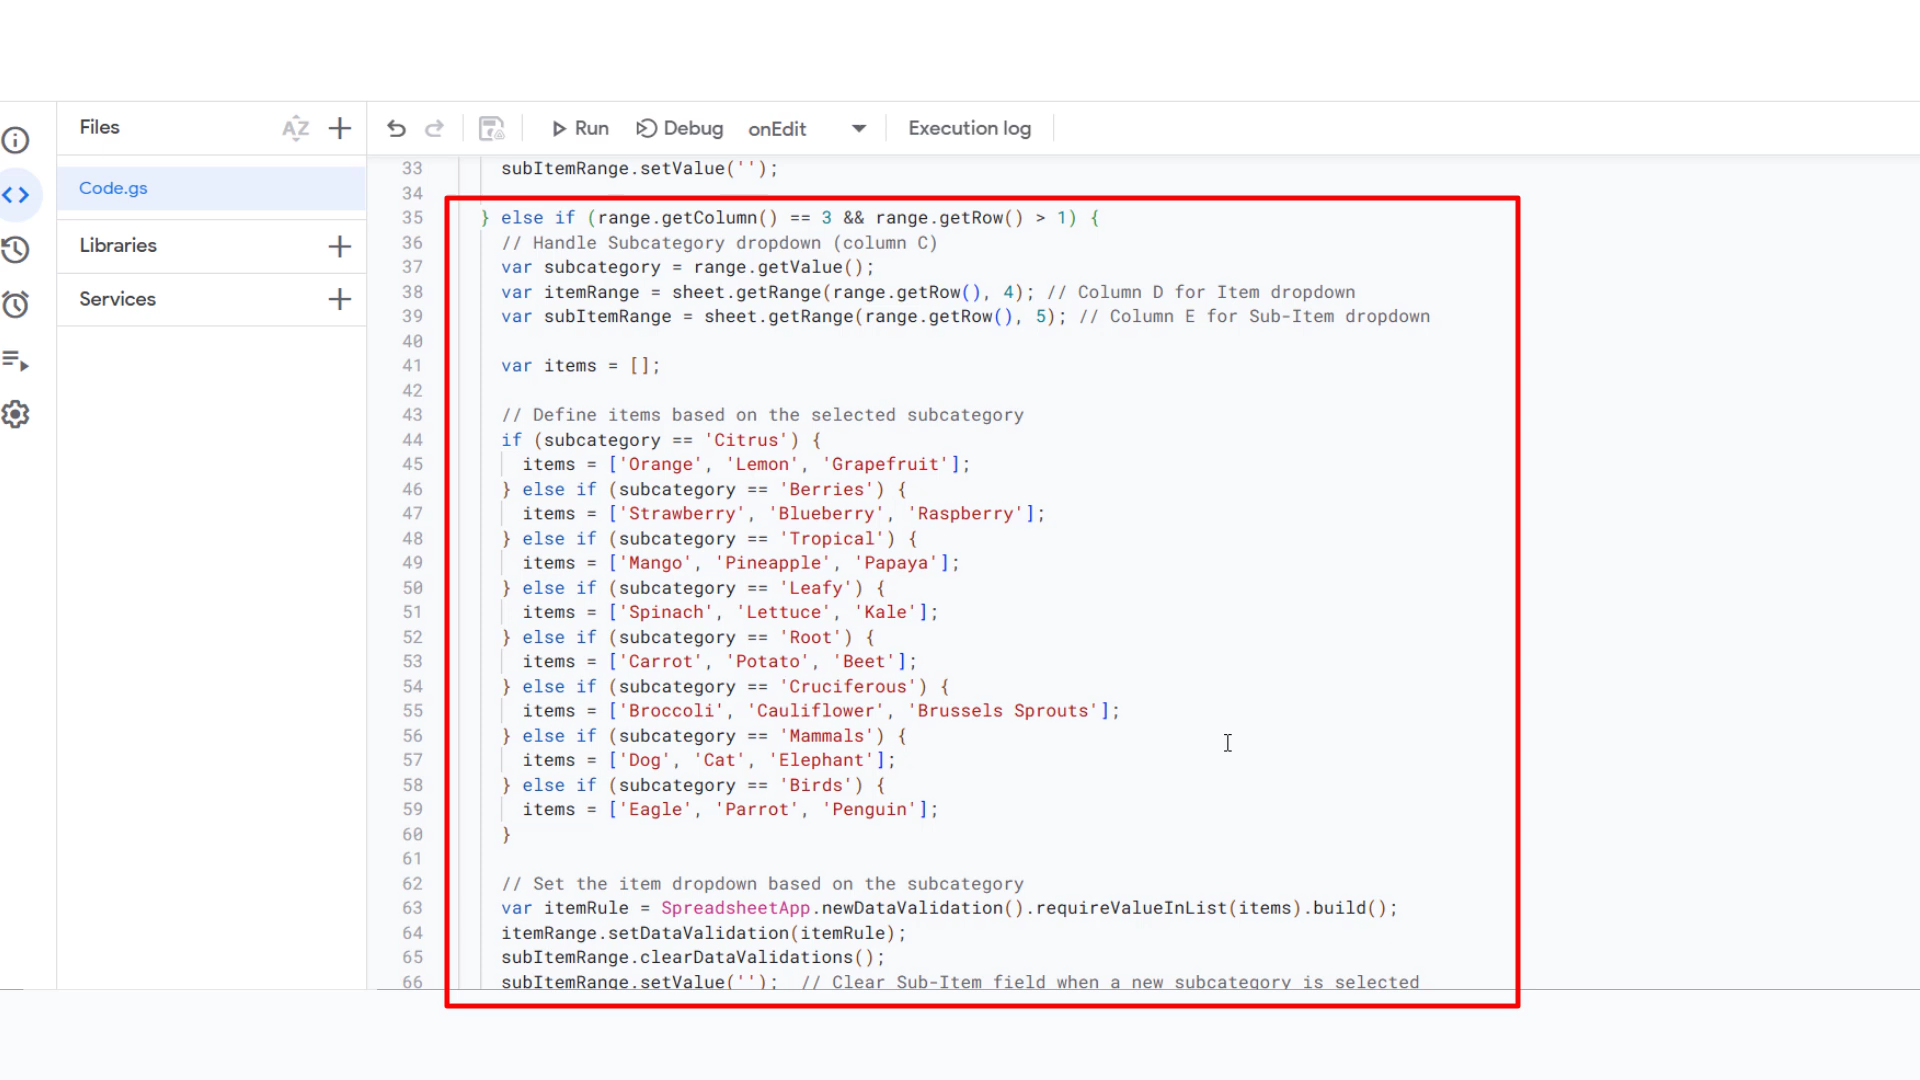 Files
Run
Debug
onEdit
Execution log
Code.gs
Libraries
Services
33 subItemRange.setValue('');
34
35 } else if (range.getColumn() == 3 && range.getRow() > 1) {
36 // Handle Subcategory dropdown (column C)
37 var subcategory = range.getValue();
38 var itemRange = sheet.getRange(range.getRow(), 4); // Column D for Item dropdown
39 var subItemRange = sheet.getRange(range.getRow(), 5); // Column E for Sub-Item dropdown
40
41 var items = [];
42
43 // Define items based on the selected subcategory
44 if (subcategory == 'Citrus') {
45 items = ['Orange', 'Lemon', 'Grapefruit'];
46 } else if (subcategory == 'Berries') {
47 items = ['Strawberry', 'Blueberry', 'Raspberry'];
48 } else if (subcategory == 'Tropical') {
49 items = ['Mango', 'Pineapple', 'Papaya'];
50 } else if (subcategory == 'Leafy') {
51 items = ['Spinach', 'Lettuce', 'Kale'];
52 } else if (subcategory == 'Root') {
53 items = ['Carrot', 'Potato', 'Beet'];
54 } else if (subcategory == 'Cruciferous') {
55 items = ['Broccoli', 'Cauliflower', 'Brussels Sprouts'];
56 } else if (subcategory == 'Mammals') {
57 items = ['Dog', 'Cat', 'Elephant'];
58 } else if (subcategory == 'Birds') {
59 items = ['Eagle', 'Parrot', 'Penguin'];
60 }
61
62 // Set the item dropdown based on the subcategory
63 var itemRule = SpreadsheetApp.newDataValidation().requireValueInList(items).build();
64 itemRange.setDataValidation(itemRule);
65 subItemRange.clearDataValidations();
66 subItemRange.setValue(''); // Clear Sub-Item field when a new subcategory is selected